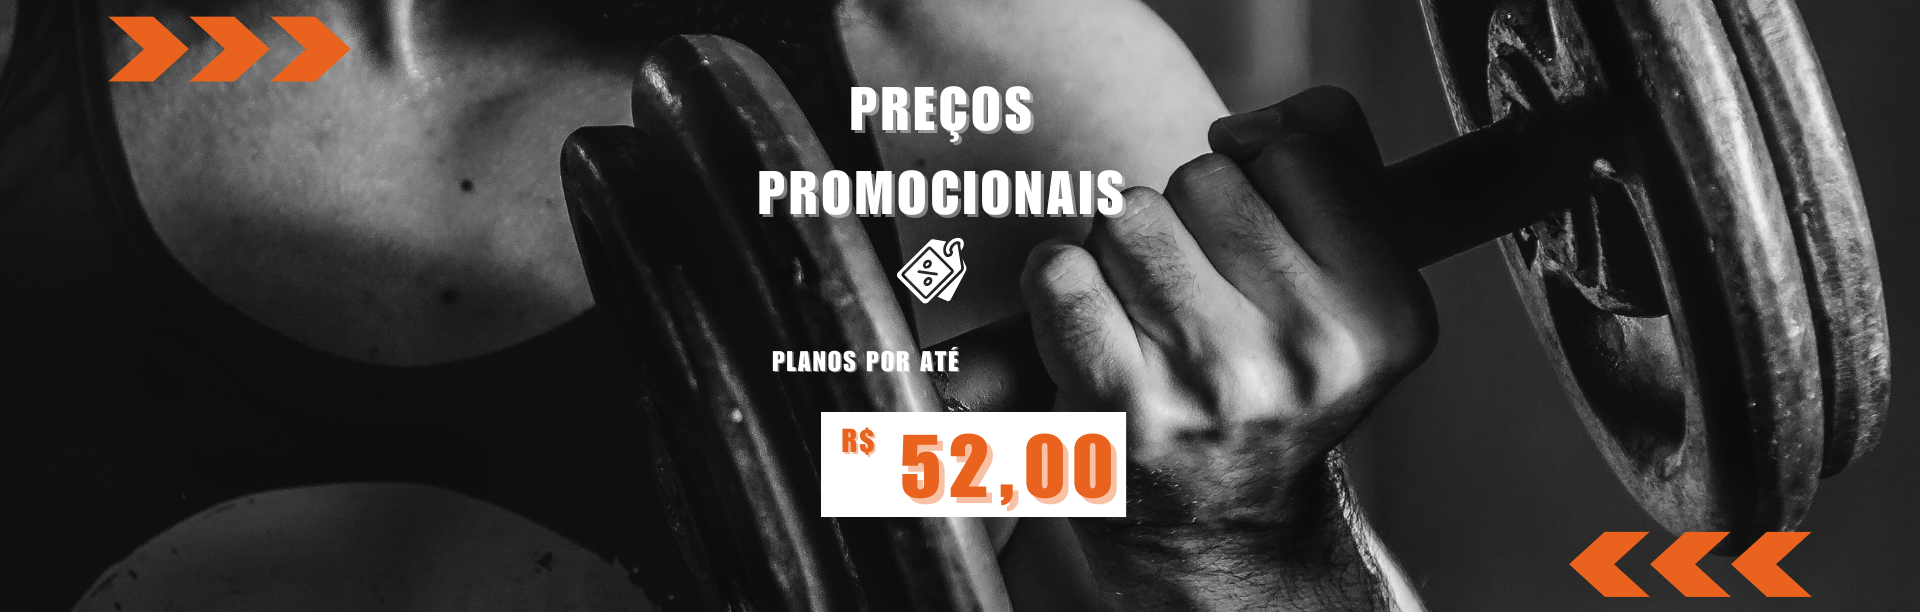 PREÇOS
PROMOCIONAIS
%
PLANOS POR ATÉ
R$ 52,00